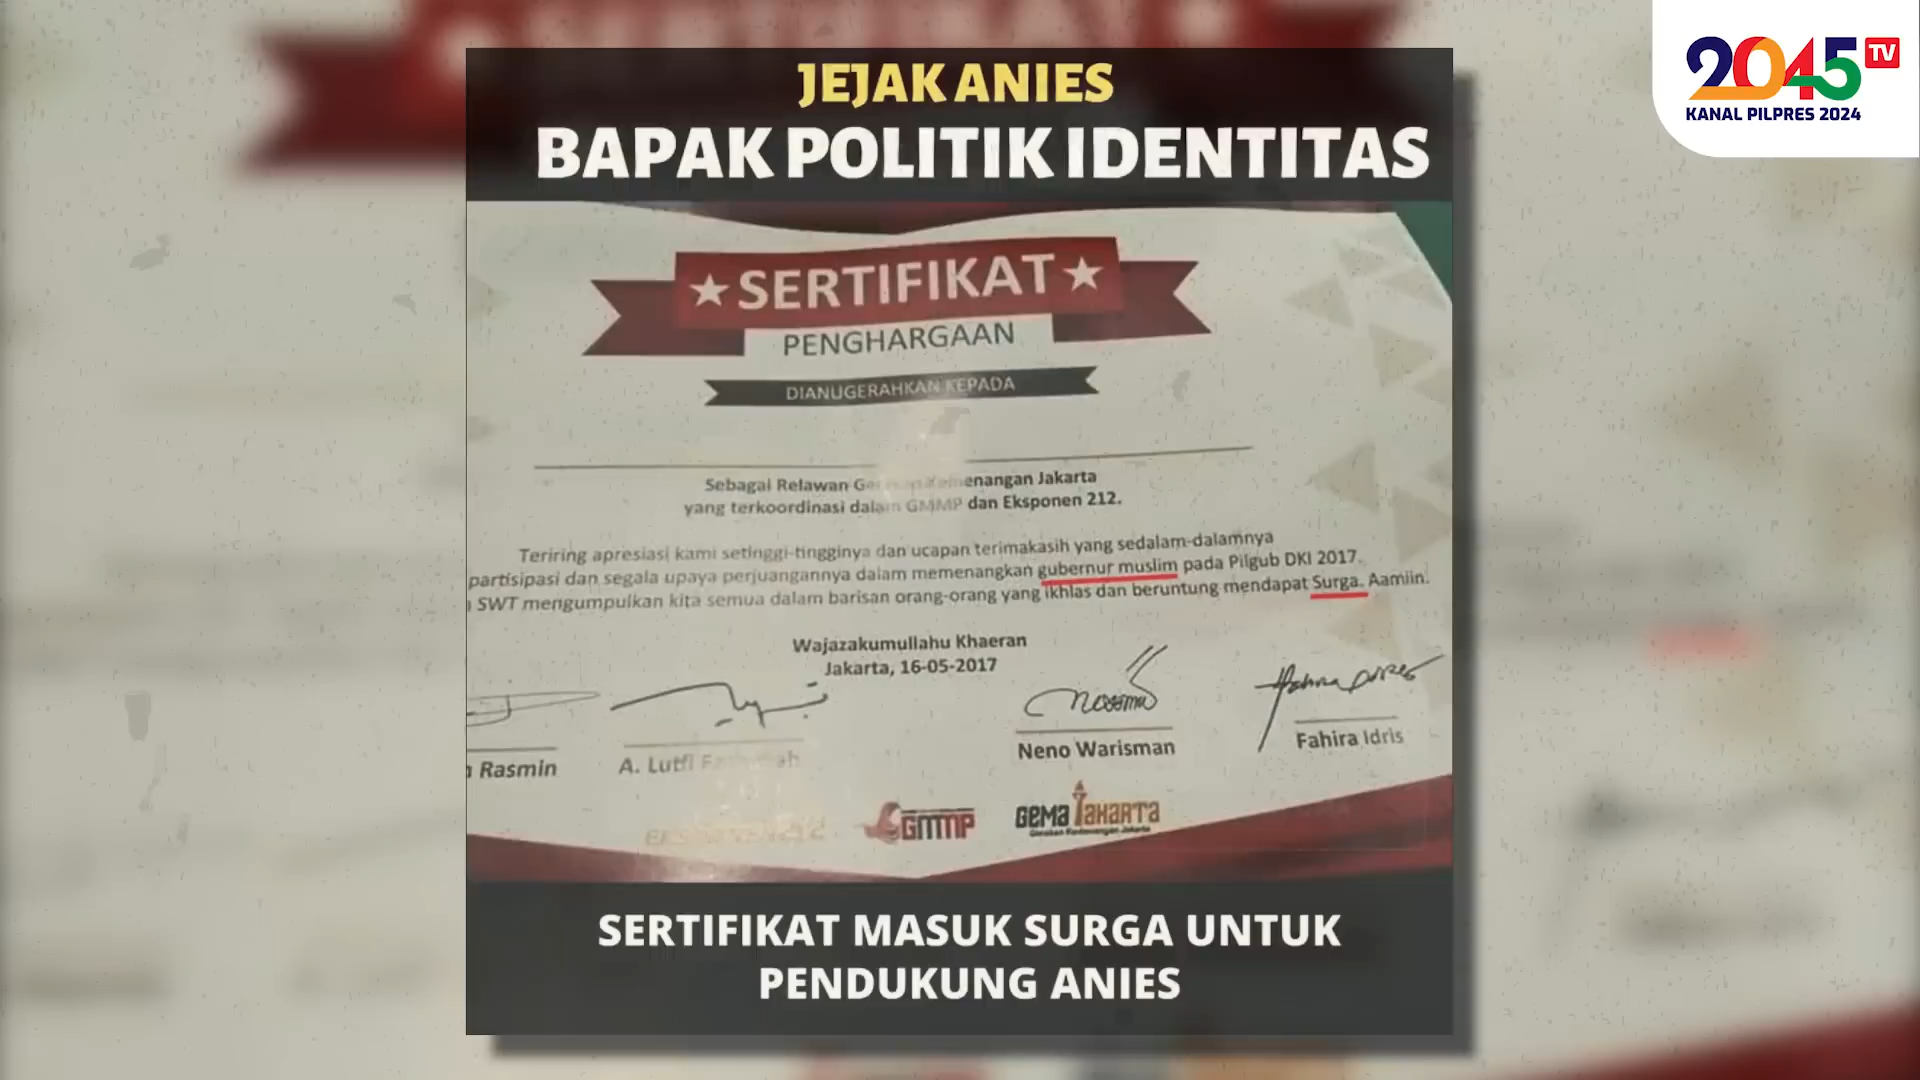 2045 TV
KANAL PILPRES 2024
JEJAK ANIES
BAPAK POLITIK IDENTITAS
SERTIFIKAT
PENGHARGAAN
DIANUGERAHKAN KEPADA
Sebagai Relawan Jakarta
yang terkoordinasi dalam GMMP dan Eksponen 212.
Teriring apresiasi kami setinggi-tingginya dan ucapan terimakasih yang sedalam-dalamnya
partisipasi dan segala upaya perjuangannya dalam memenangkan gubernur muslim pada Pilgub DKI 2017.
SWT mengumpulkan kita semua dalam barisan orang-orang yang ikhlas dan beruntung mendapat Surga. Aamiin.
Wajazakumullahu Khaeran
Jakarta, 16-05-2017
Rasmin
A. Lutfi
Neno Warisman
Fahira Idris
GMMP
GEMA JAKARTA
SERTIFIKAT MASUK SURGA UNTUK
PENDUKUNG ANIES